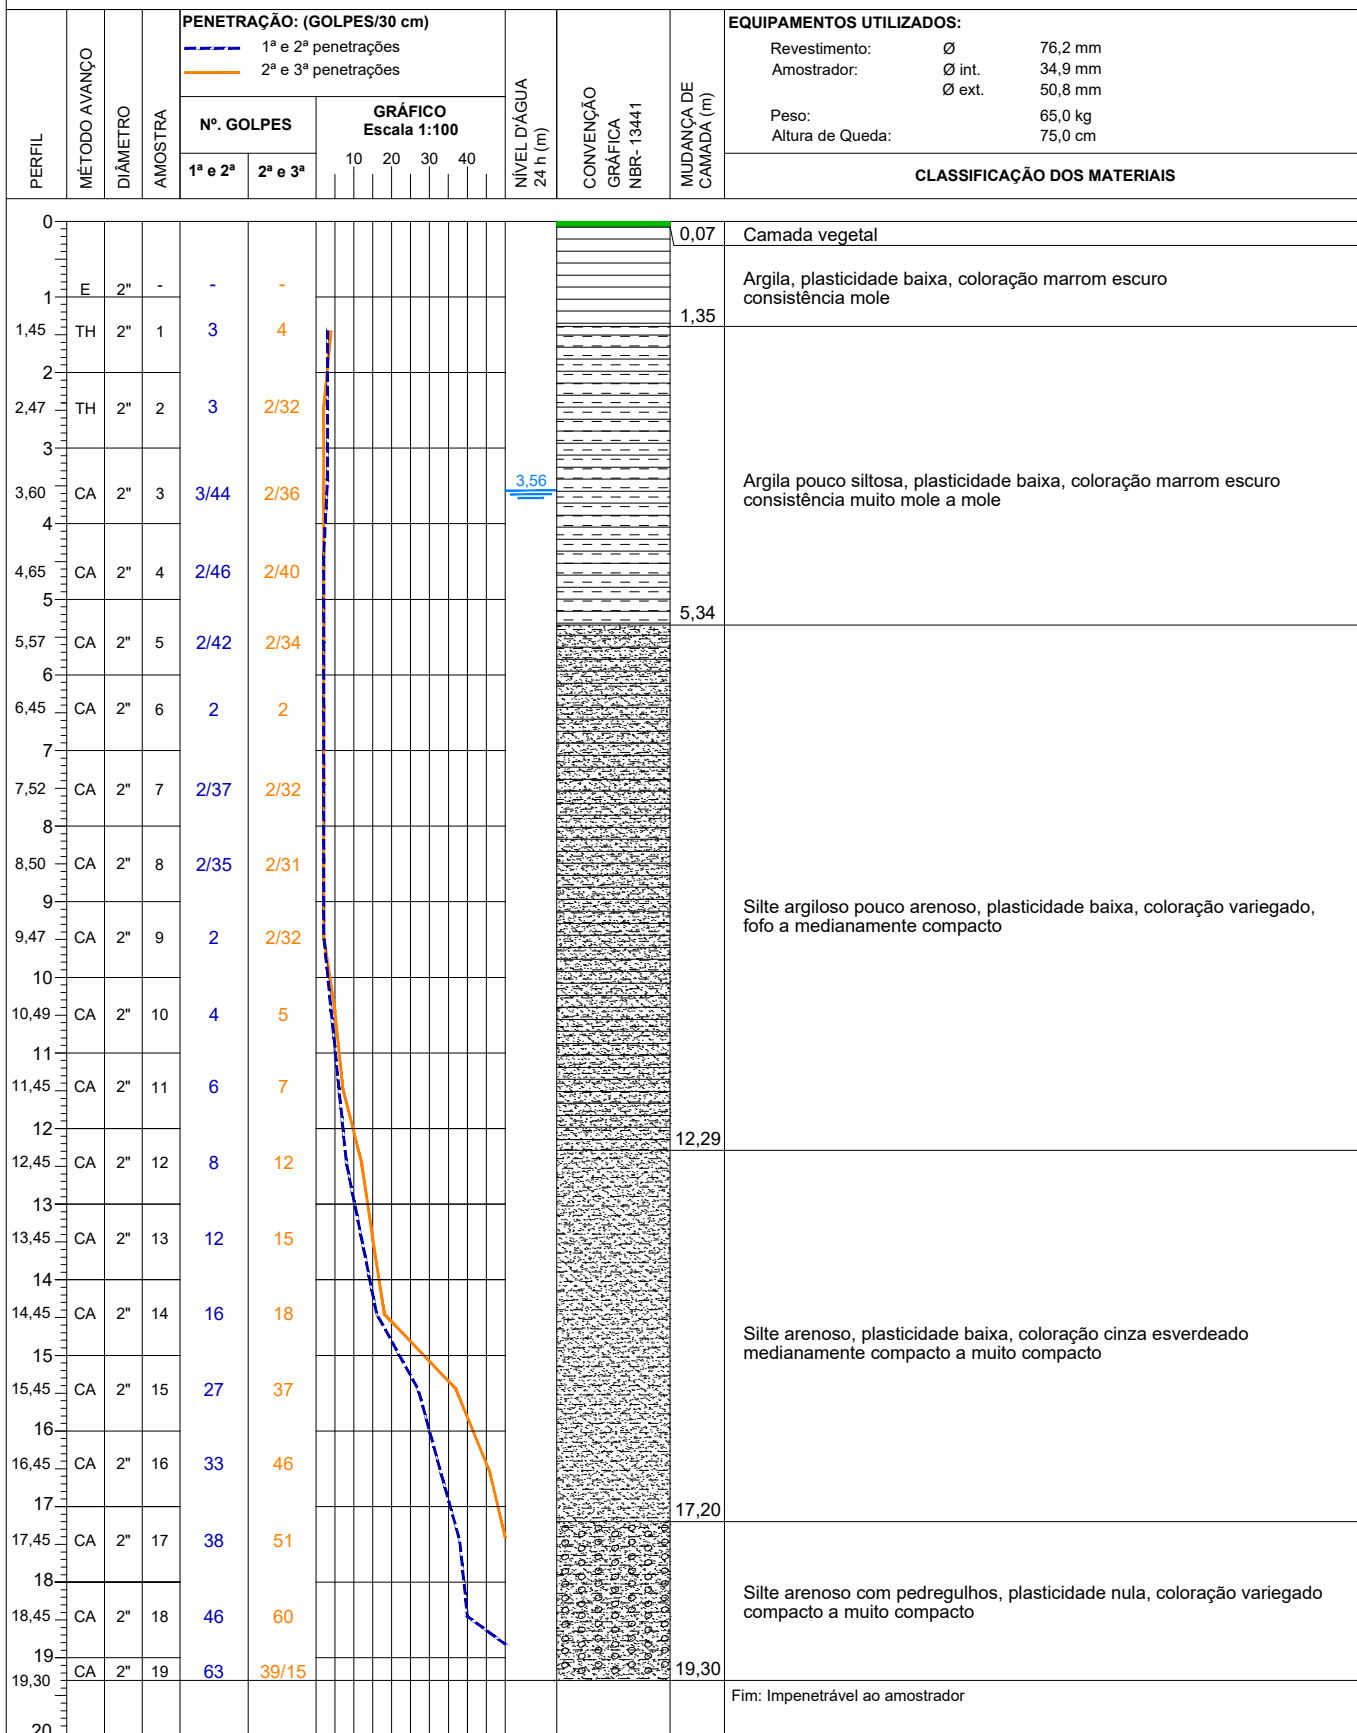 PENETRAÇÃO: (GOLPES/30 cm)
1ª e 2ª penetrações
2ª e 3ª penetrações
EQUIPAMENTOS UTILIZADOS:
Revestimento: Ø 76,2 mm
Amostrador: Ø int. 34,9 mm
Ø ext. 50,8 mm
Peso: 65,0 kg
Altura de Queda: 75,0 cm
PERFIL
MÉTODO AVANÇO
DIÂMETRO
AMOSTRA
Nº. GOLPES
1ª e 2ª 2ª e 3ª
GRÁFICO
Escala 1:100
10 20 30 40
NÍVEL D'ÁGUA
24 h (m)
CONVENÇÃO
GRÁFICA
NBR- 13441
MUDANÇA DE
CAMADA (m)
CLASSIFICAÇÃO DOS MATERIAIS
0
0,07 Camada vegetal
Argila, plasticidade baixa, coloração marrom escuro
consistência mole
E 2" - - -
1
1,35
1,45 TH 2" 1 3 4
2
2,47 TH 2" 2 3 2/32
3
3,56
Argila pouco siltosa, plasticidade baixa, coloração marrom escuro
consistência muito mole a mole
3,60 CA 2" 3 3/44 2/36
4
4,65 CA 2" 4 2/46 2/40
5
5,34
5,57 CA 2" 5 2/42 2/34
6
6,45 CA 2" 6 2 2
7
7,52 CA 2" 7 2/37 2/32
8
8,50 CA 2" 8 2/35 2/31
9
Silte argiloso pouco arenoso, plasticidade baixa, coloração variegado,
fofo a medianamente compacto
9,47 CA 2" 9 2 2/32
10
10,49 CA 2" 10 4 5
11
11,45 CA 2" 11 6 7
12
12,29
12,45 CA 2" 12 8 12
13
13,45 CA 2" 13 12 15
14
14,45 CA 2" 14 16 18
Silte arenoso, plasticidade baixa, coloração cinza esverdeado
medianamente compacto a muito compacto
15
15,45 CA 2" 15 27 37
16
16,45 CA 2" 16 33 46
17
17,20
17,45 CA 2" 17 38 51
18
Silte arenoso com pedregulhos, plasticidade nula, coloração variegado
compacto a muito compacto
18,45 CA 2" 18 46 60
19
19,30 CA 2" 19 63 39/15
19,30
Fim: Impenetrável ao amostrador
20